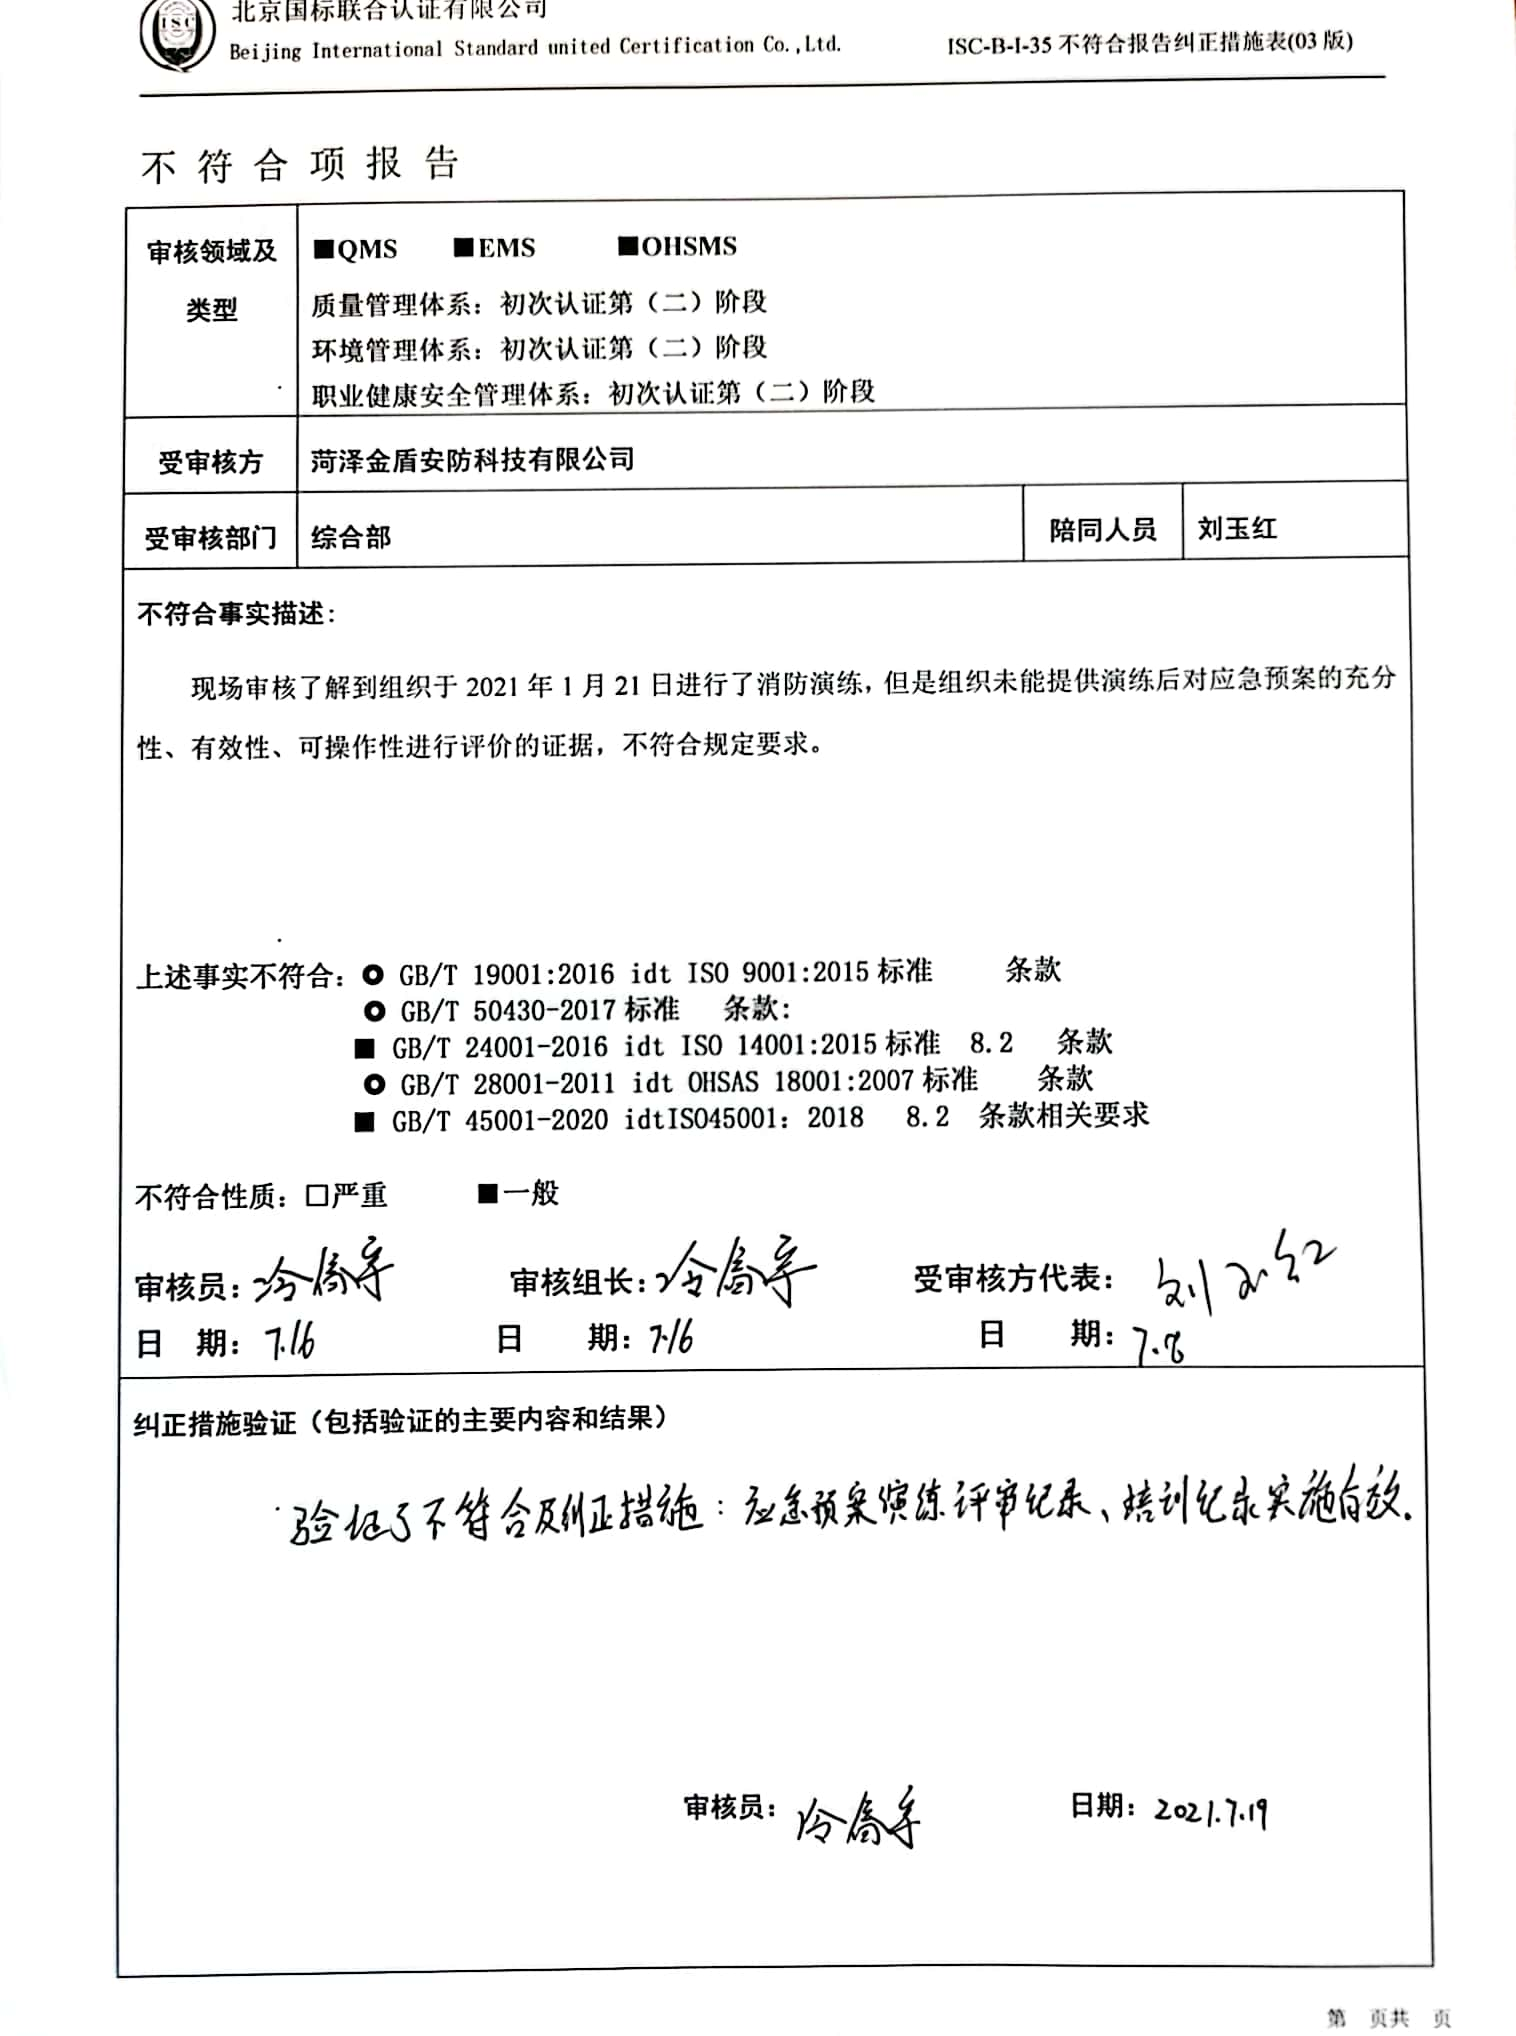 ISC
北京国标联合认证有限公司
Beijing International Standard united Certification Co.,Ltd.
ISC-B-I-35 不符合报告纠正措施表(03 版)
不符合项报告
审核领域及类型
■QMS ■EMS ■OHSMS
质量管理体系：初次认证第（二）阶段
环境管理体系：初次认证第（二）阶段
职业健康安全管理体系：初次认证第（二）阶段
受审核方 菏泽金盾安防科技有限公司
受审核部门 综合部 陪同人员 刘玉红
不符合事实描述：
现场审核了解到组织于 2021 年 1 月 21 日进行了消防演练，但是组织未能提供演练后对应急预案的充分
性、有效性、可操作性进行评价的证据，不符合规定要求。
上述事实不符合：○ GB/T 19001:2016 idt ISO 9001:2015 标准 条款
○ GB/T 50430-2017 标准 条款：
■ GB/T 24001-2016 idt ISO 14001:2015 标准 8.2 条款
○ GB/T 28001-2011 idt OHSAS 18001:2007 标准 条款
■ GB/T 45001-2020 idtISO45001：2018 8.2 条款相关要求
不符合性质：□严重 ■一般
审核员： 审核组长： 受审核方代表：刘玉红
日 期：7.16 日 期：7.16 日 期：7.8
纠正措施验证（包括验证的主要内容和结果）
验证了不符合及纠正措施：应急预案演练评审记录、培训记录实施有效.
审核员： 日期：2021.7.19
第 页共 页